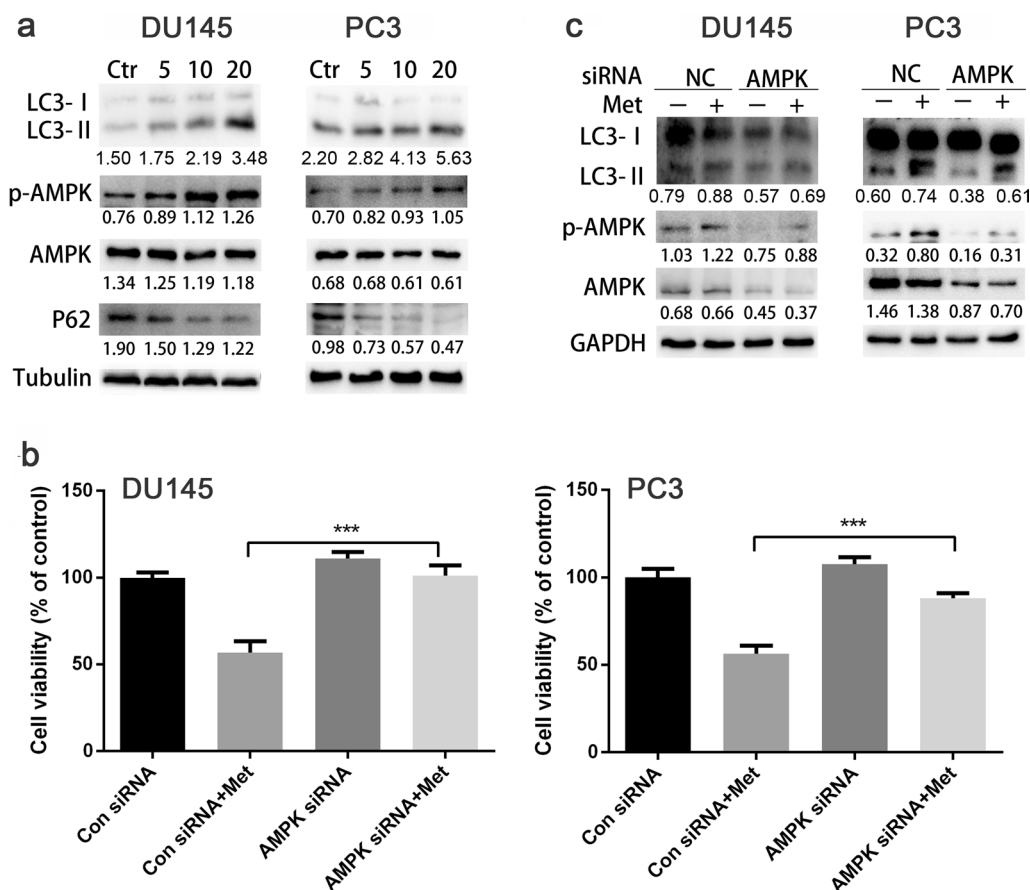 a
DU145 PC3
Ctr 5 10 20 Ctr 5 10 20
LC3- I
LC3- II
1.50 1.75 2.19 3.48 2.20 2.82 4.13 5.63
p-AMPK
0.76 0.89 1.12 1.26 0.70 0.82 0.93 1.05
AMPK
1.34 1.25 1.19 1.18 0.68 0.68 0.61 0.61
P62
1.90 1.50 1.29 1.22 0.98 0.73 0.57 0.47
Tubulin
c
DU145 PC3
siRNA NC AMPK NC AMPK
Met − + − + − + − +
LC3- I
LC3- II
0.79 0.88 0.57 0.69 0.60 0.74 0.38 0.61
p-AMPK
1.03 1.22 0.75 0.88 0.32 0.80 0.16 0.31
AMPK
0.68 0.66 0.45 0.37 1.46 1.38 0.87 0.70
GAPDH
b
DU145
Cell viability (% of control)
150
100
50
0
***
Con siRNA
Con siRNA+Met
AMPK siRNA
AMPK siRNA+Met
PC3
Cell viability (% of control)
150
100
50
0
***
Con siRNA
Con siRNA+Met
AMPK siRNA
AMPK siRNA+Met